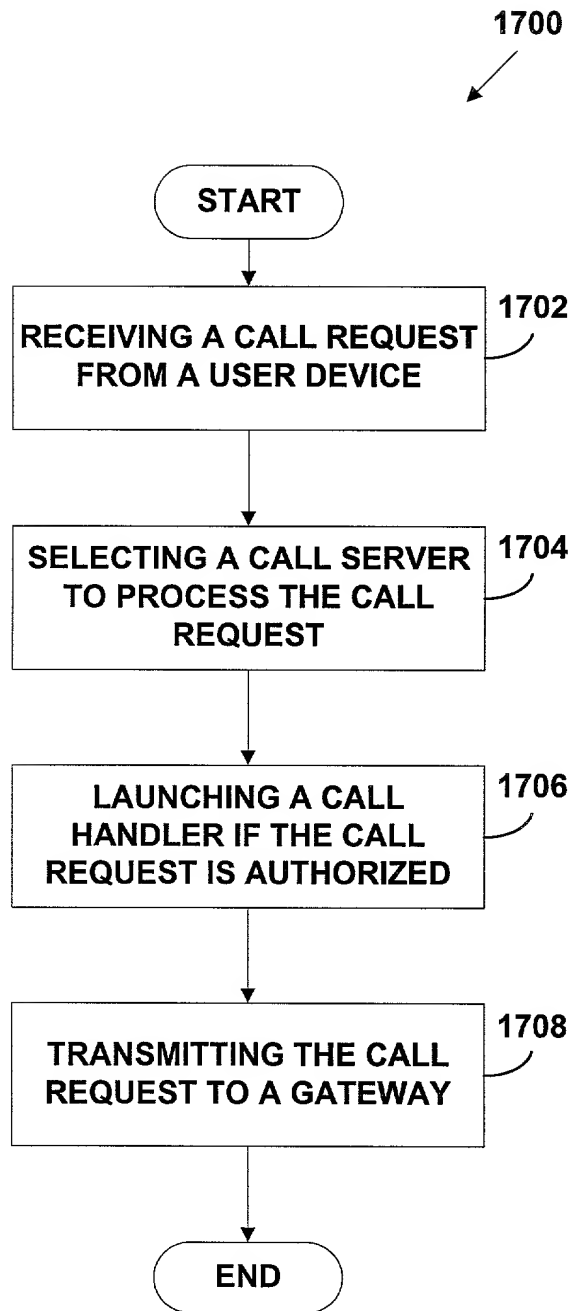 1700
START
1702
RECEIVING A CALL REQUEST
FROM A USER DEVICE
1704
SELECTING A CALL SERVER
TO PROCESS THE CALL
REQUEST
1706
LAUNCHING A CALL
HANDLER IF THE CALL
REQUEST IS AUTHORIZED
1708
TRANSMITTING THE CALL
REQUEST TO A GATEWAY
END